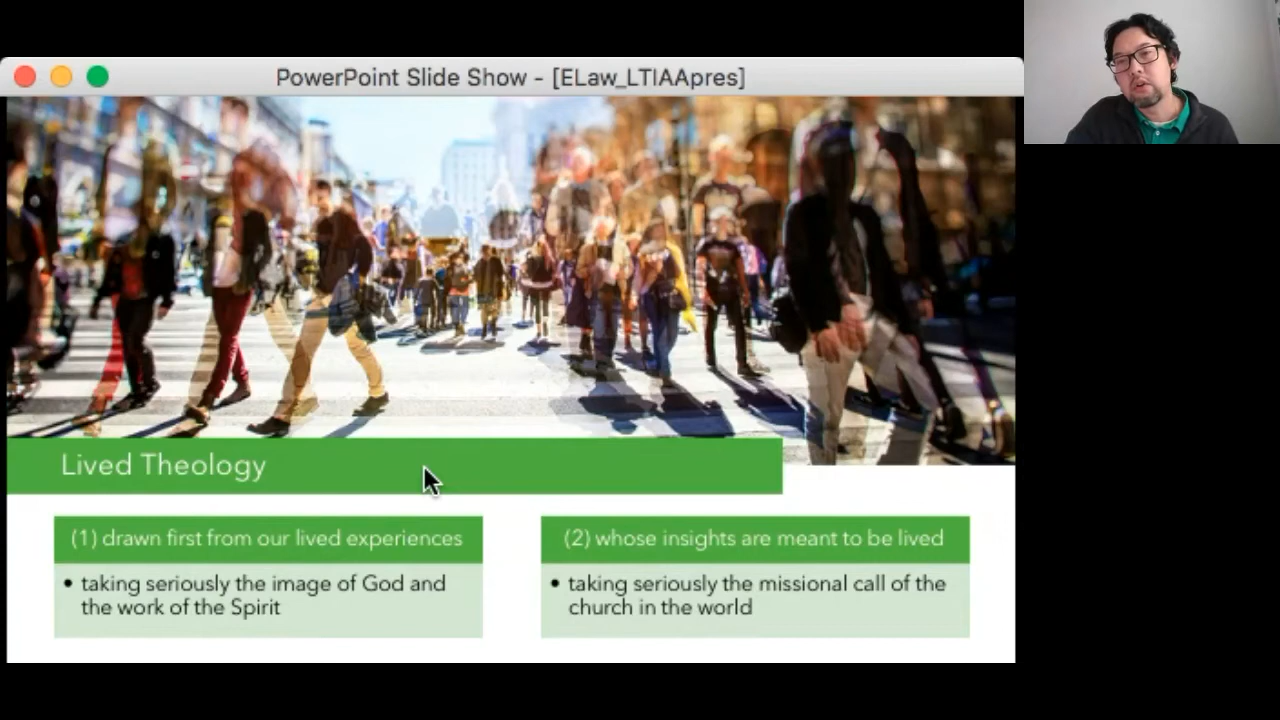 PowerPoint Slide Show - [ELaw_LTIAApres]
Lived Theology
(1) drawn first from our lived experiences
• taking seriously the image of God and
the work of the Spirit
(2) whose insights are meant to be lived
• taking seriously the missional call of the
church in the world